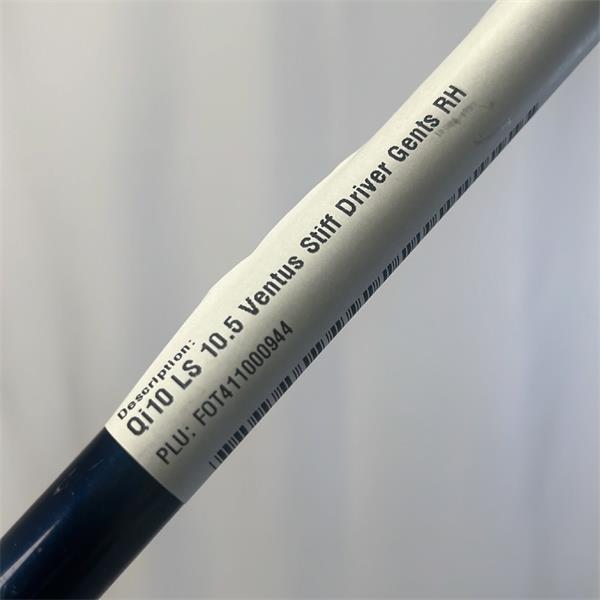 Description:
Qi10 LS 10.5 Ventus Stiff Driver Gents RH
PLU: FOT411000944